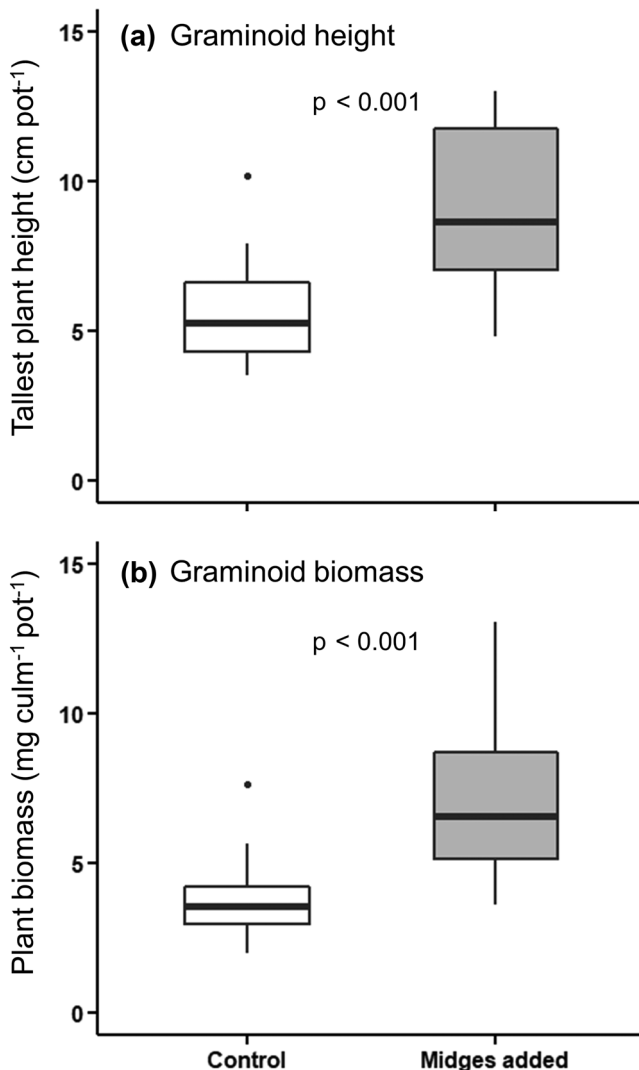 (a) Graminoid height
p < 0.001
Tallest plant height (cm pot⁻¹)
15
10
5
0
(b) Graminoid biomass
p < 0.001
Plant biomass (mg culm⁻¹ pot⁻¹)
15
10
5
0
Control Midges added